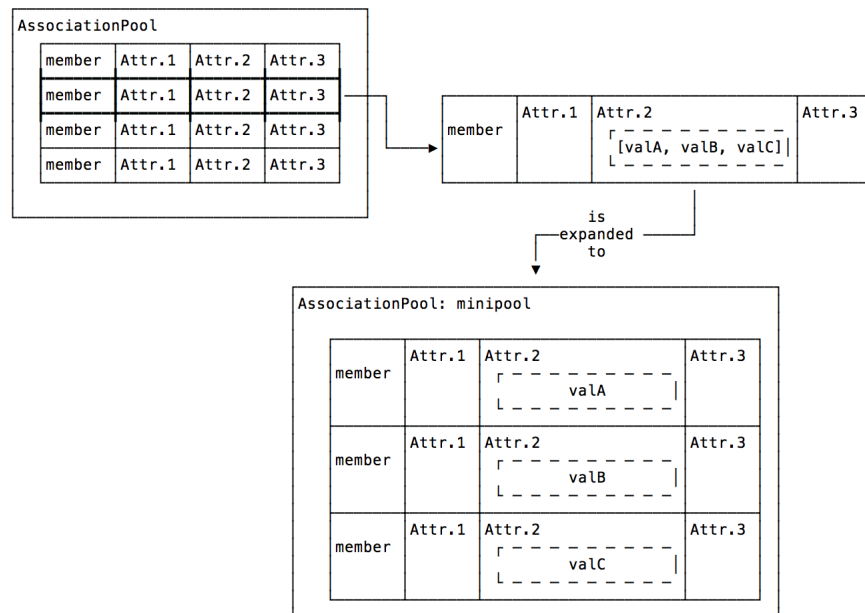 AssociationPool
member Attr.1 Attr.2 Attr.3
member Attr.1 Attr.2 Attr.3
member Attr.1 Attr.2 Attr.3
member Attr.1 Attr.2 Attr.3
Attr.1 Attr.2 Attr.3
member
[valA, valB, valC]
is
expanded
to
AssociationPool: minipool
Attr.1 Attr.2 Attr.3
member
valA
Attr.1 Attr.2 Attr.3
member
valB
Attr.1 Attr.2 Attr.3
member
valC